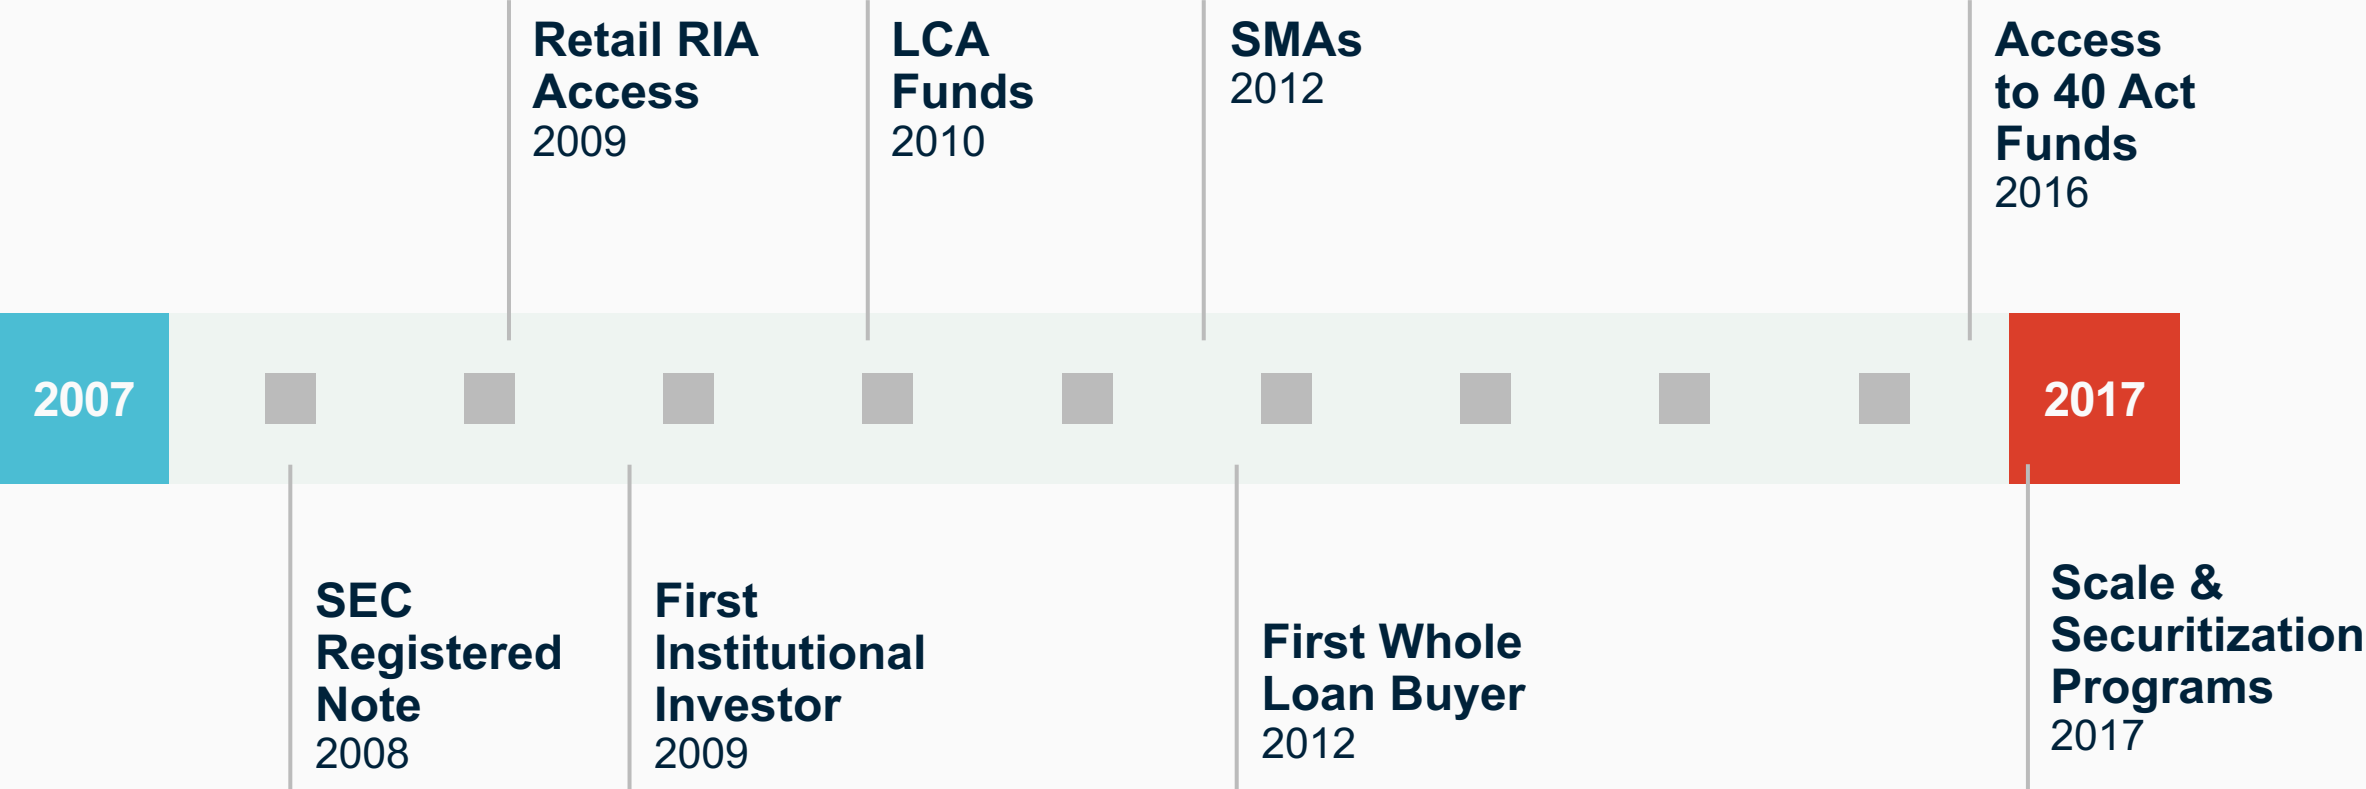 Retail RIA
Access
2009
LCA
Funds
2010
SMAs
2012
Access
to 40 Act
Funds
2016
2007
2017
SEC
Registered
Note
2008
First
Institutional
Investor
2009
First Whole
Loan Buyer
2012
Scale &
Securitization
Programs
2017